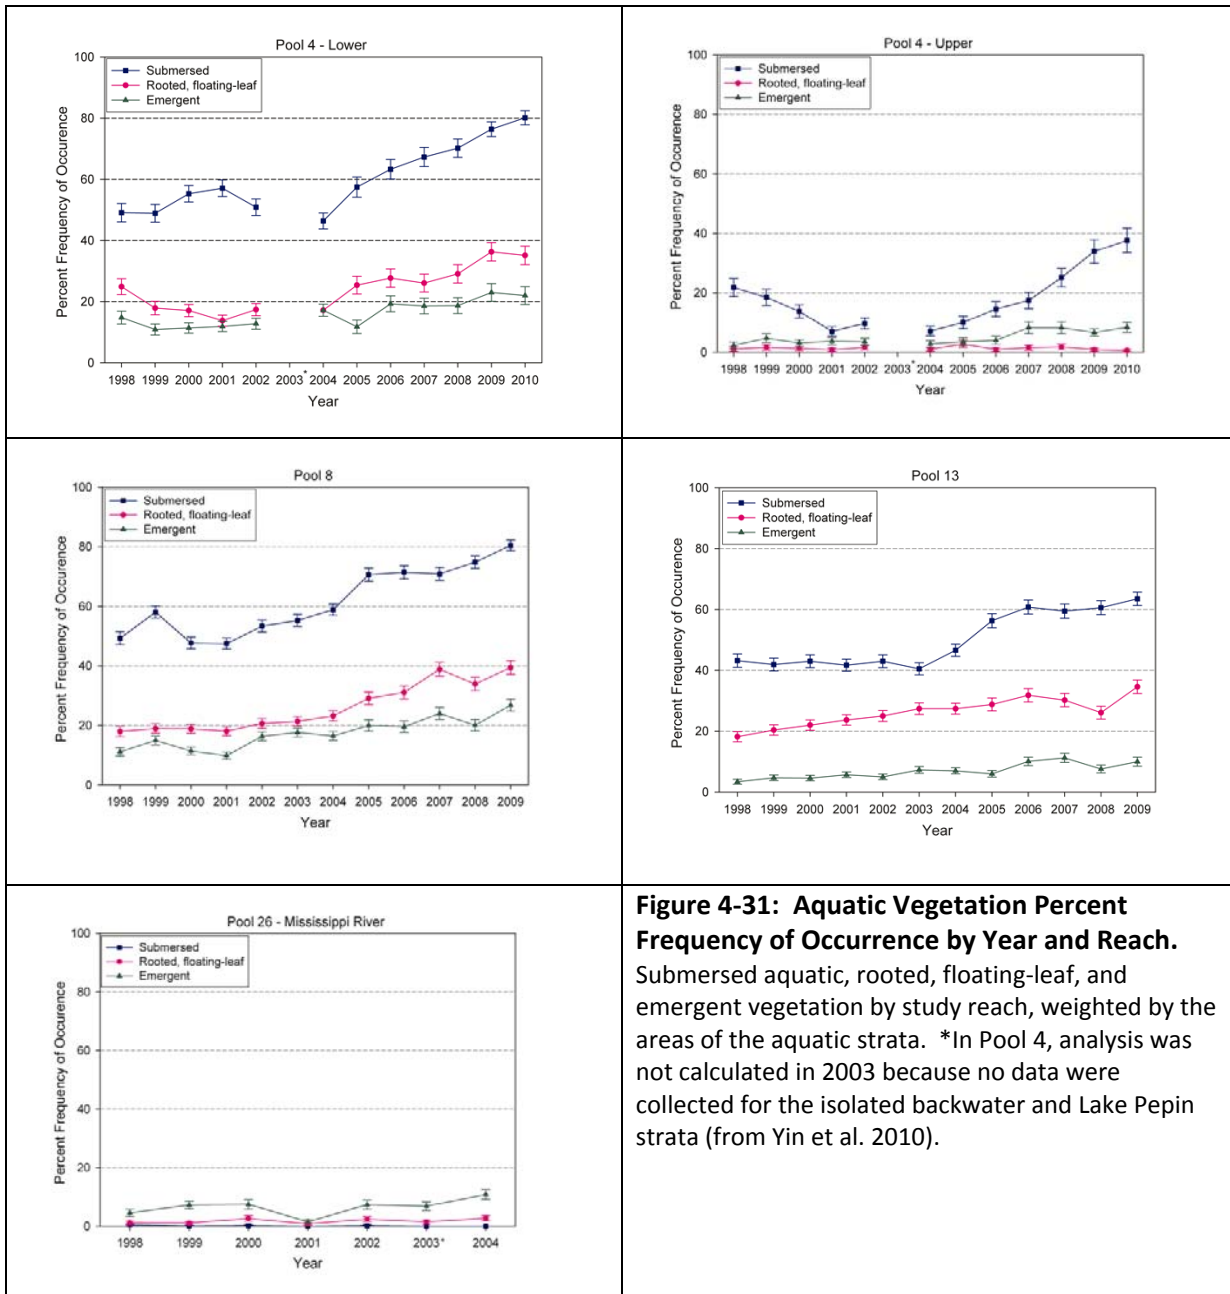 Pool 4 - Lower
100
80
60
40
20
0
Percent Frequency of Occurence
Submersed
Rooted, floating-leaf
Emergent
1998 1999 2000 2001 2002 2003* 2004 2005 2006 2007 2008 2009 2010
Year
Pool 4 - Upper
100
80
60
40
20
0
Percent Frequency of Occurence
Submersed
Rooted, floating-leaf
Emergent
1998 1999 2000 2001 2002 2003* 2004 2005 2006 2007 2008 2009 2010
Year
Pool 8
100
80
60
40
20
0
Percent Frequency of Occurence
Submersed
Rooted, floating-leaf
Emergent
1998 1999 2000 2001 2002 2003 2004 2005 2006 2007 2008 2009
Year
Pool 13
100
80
60
40
20
0
Percent Frequency of Occurence
Submersed
Rooted, floating-leaf
Emergent
1998 1999 2000 2001 2002 2003 2004 2005 2006 2007 2008 2009
Year
Pool 26 - Mississippi River
100
80
60
40
20
0
Percent Frequency of Occurence
Submersed
Rooted, floating-leaf
Emergent
1998 1999 2000 2001 2002 2003* 2004
Year
Figure 4-31: Aquatic Vegetation Percent
Frequency of Occurrence by Year and Reach.
Submersed aquatic, rooted, floating-leaf, and
emergent vegetation by study reach, weighted by the
areas of the aquatic strata. *In Pool 4, analysis was
not calculated in 2003 because no data were
collected for the isolated backwater and Lake Pepin
strata (from Yin et al. 2010).